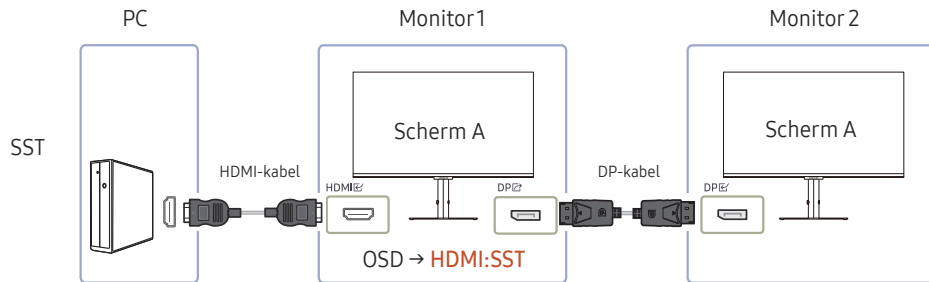 PC
Monitor 1
Monitor 2
SST
Scherm A
Scherm A
HDMI-kabel
HDMI
DP
DP-kabel
DP
OSD → HDMI:SST